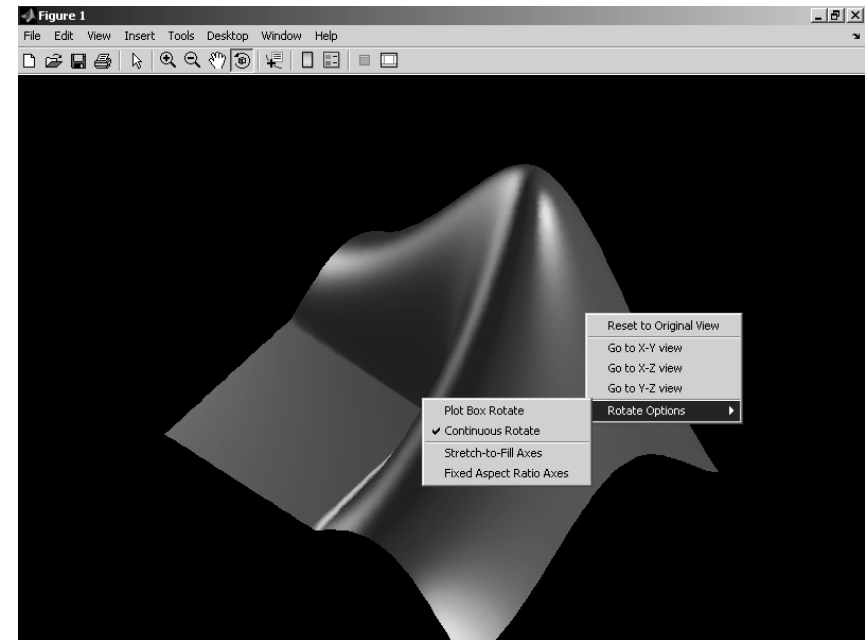 Figure 1
File Edit View Insert Tools Desktop Window Help
Reset to Original View
Go to X-Y view
Go to X-Z view
Go to Y-Z view
Rotate Options
Plot Box Rotate
Continuous Rotate
Stretch-to-Fill Axes
Fixed Aspect Ratio Axes